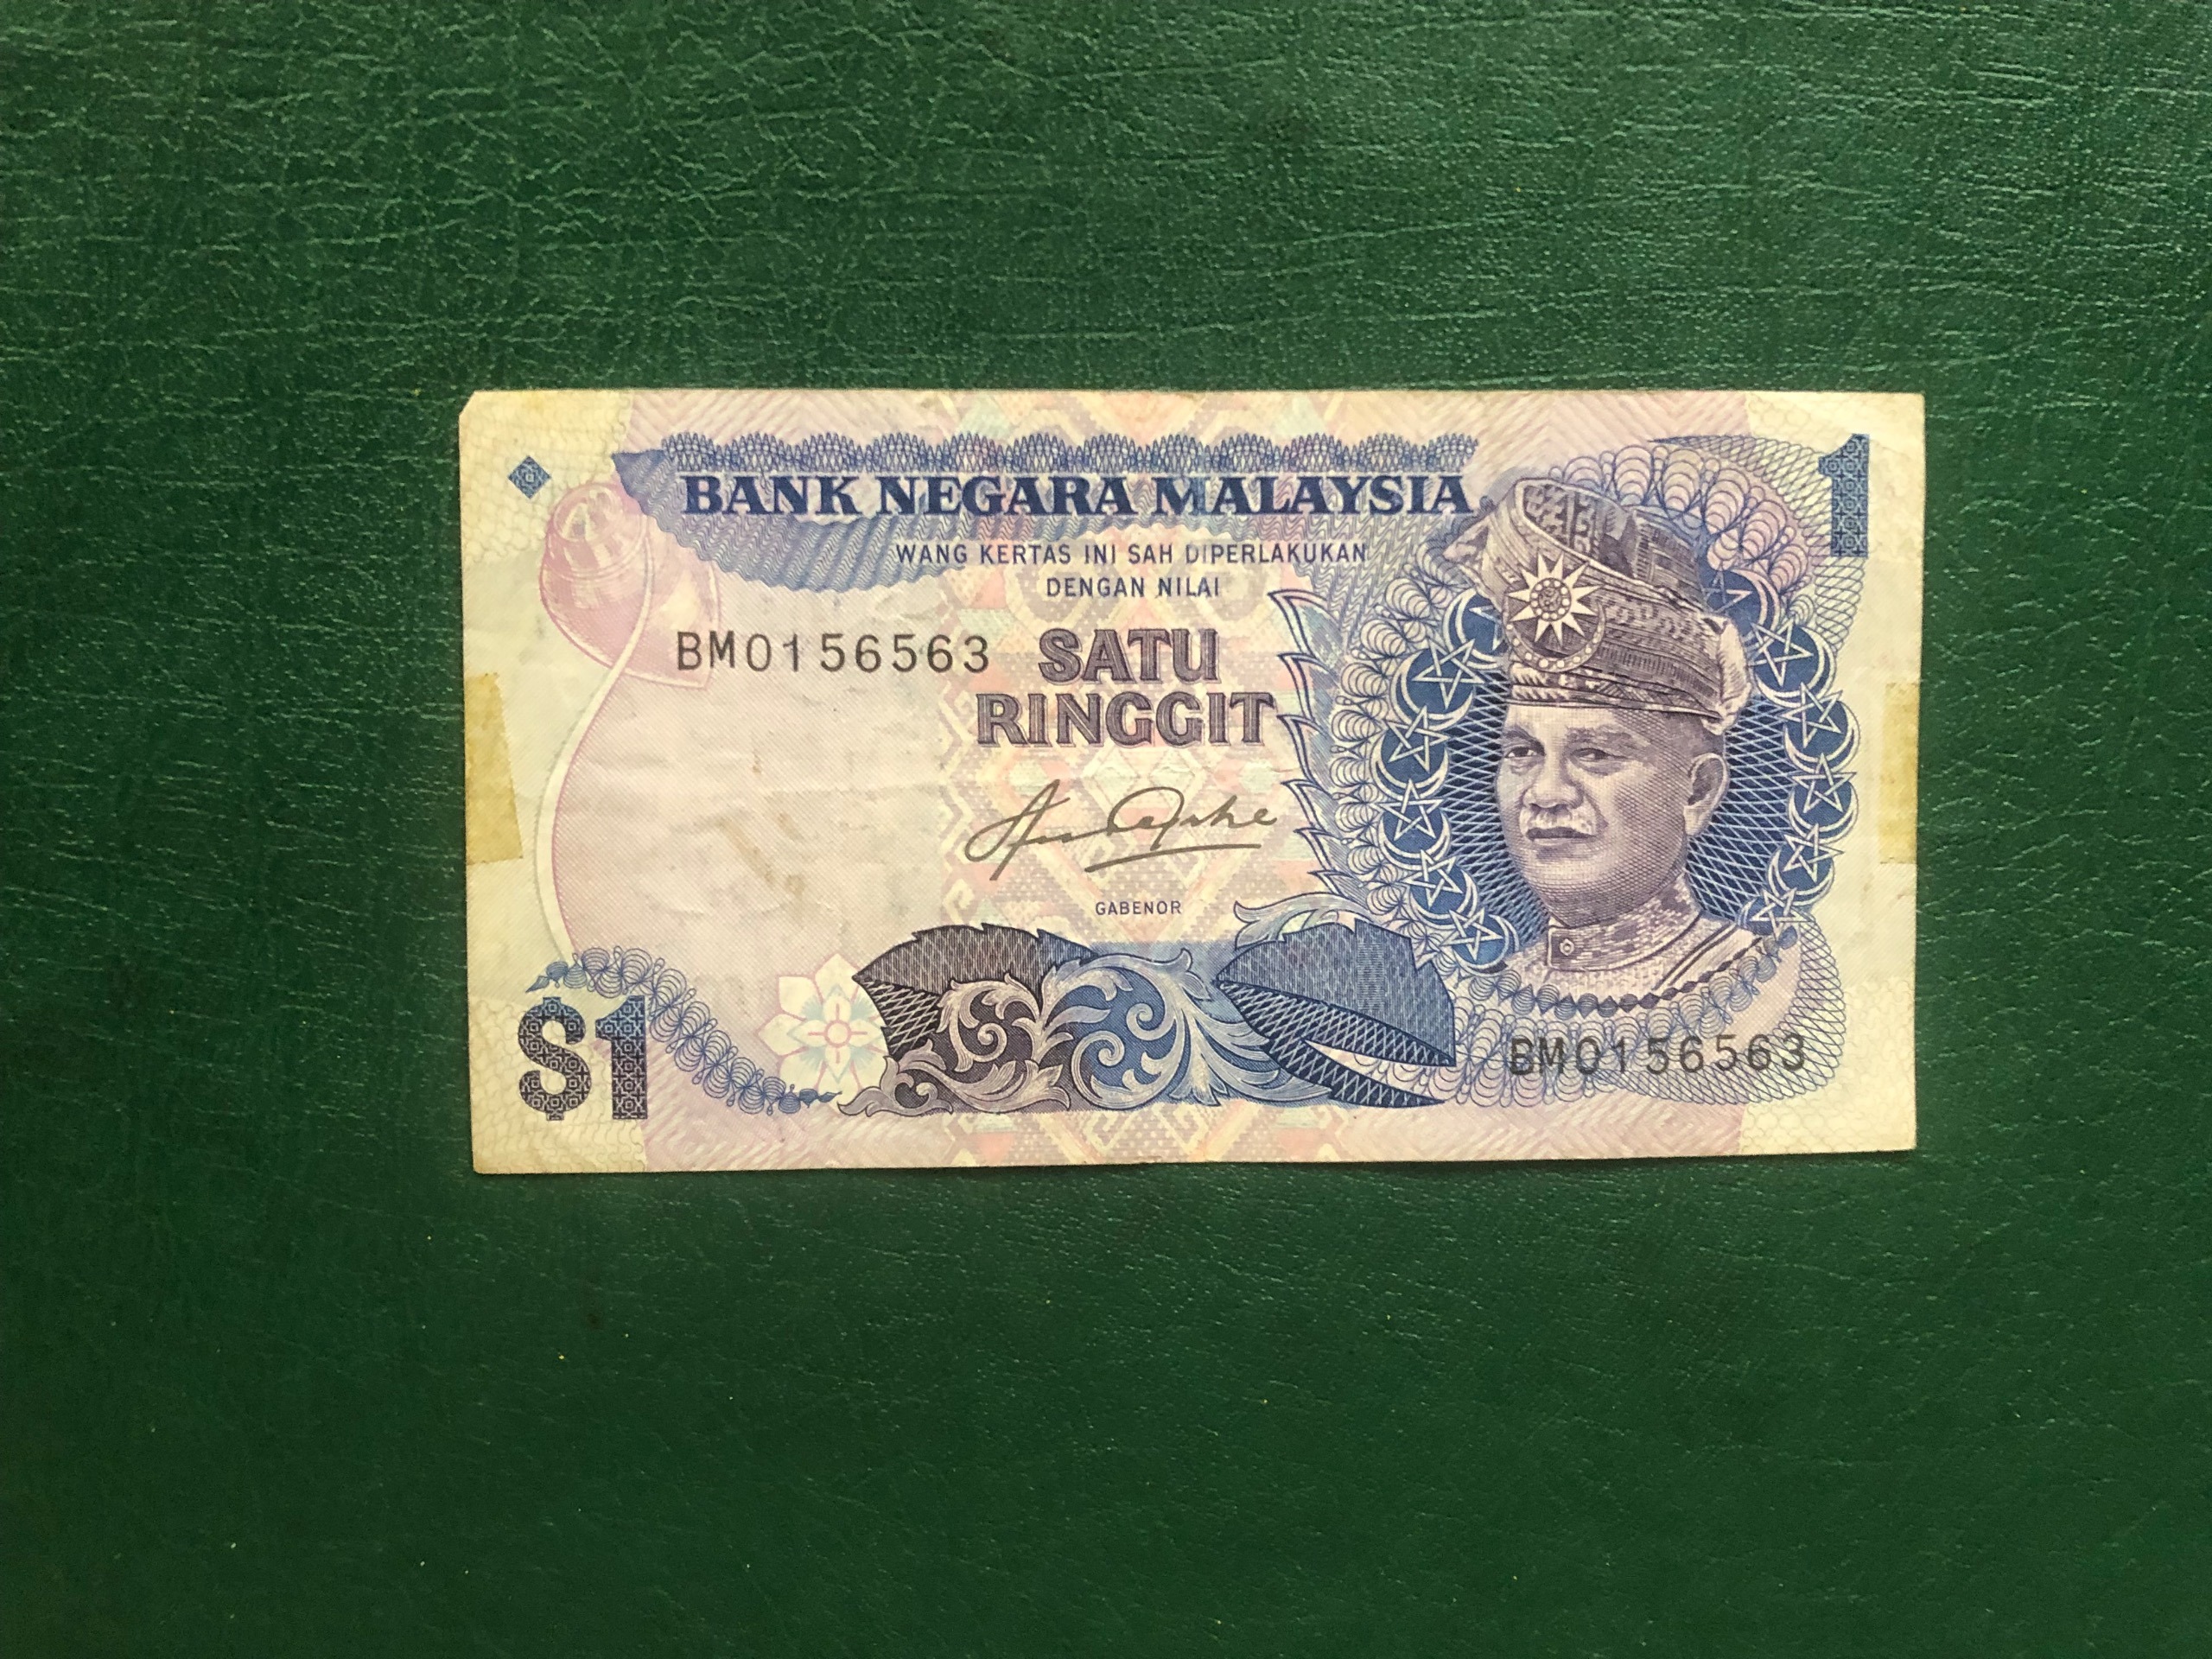 BANK NEGARA MALAYSIA
1
WANG KERTAS INI SAH DIPERLAKUKAN
DENGAN NILAI
BM0156563
SATU
RINGGIT
GABENOR
$1
BM0156563